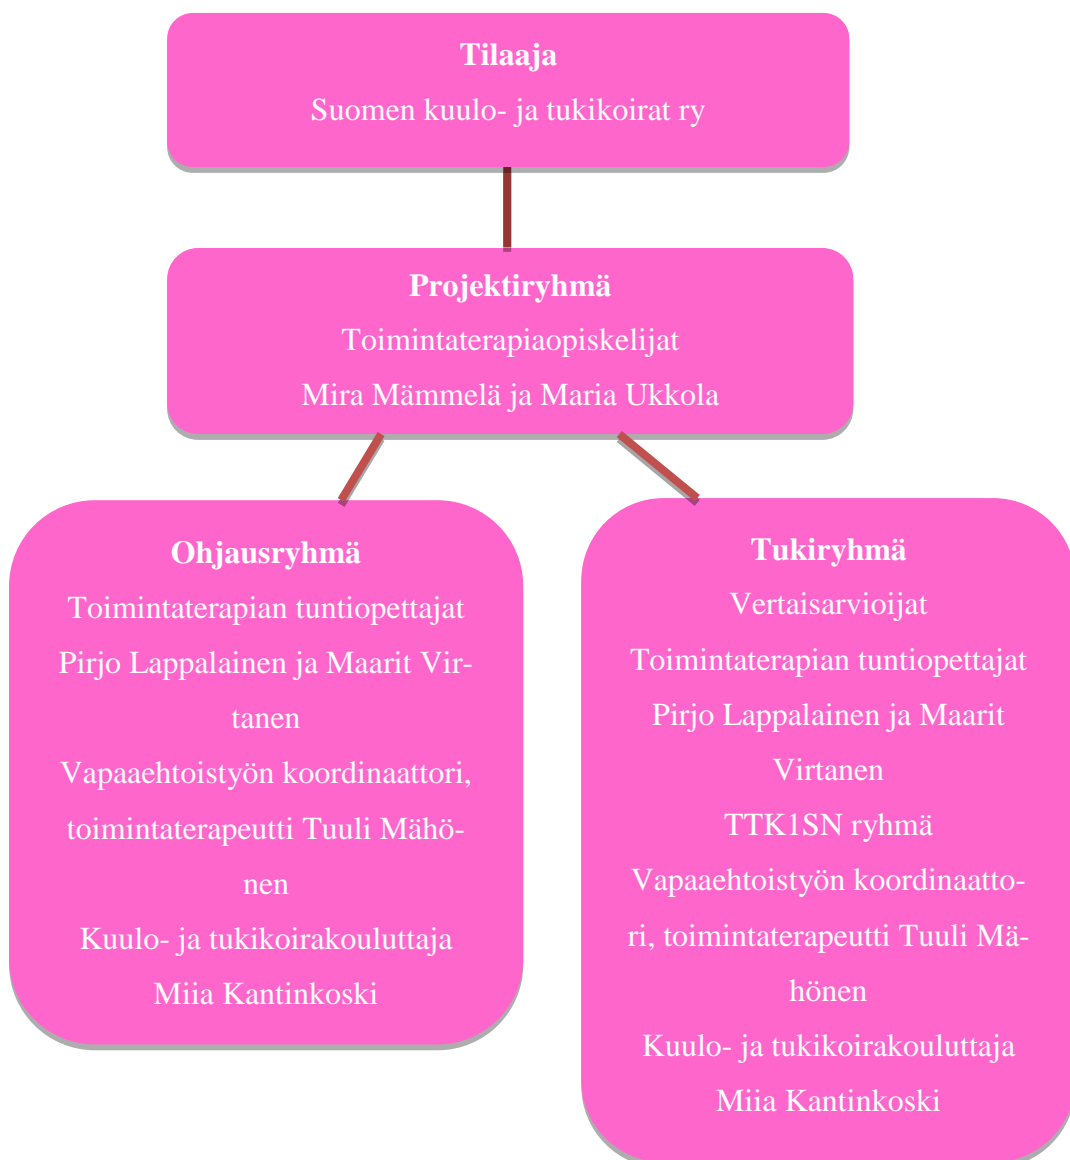 Tilaaja
Suomen kuulo- ja tukikoirat ry
Projektiryhmä
Toimintaterapiaopiskelijat
Mira Mämmelä ja Maria Ukkola
Ohjausryhmä
Toimintaterapian tuntiopettajat
Pirjo Lappalainen ja Maarit Vir-
tanen
Vapaaehtoistyön koordinaattori,
toimintaterapeutti Tuuli Mähö-
nen
Kuulo- ja tukikoirakouluttaja
Miia Kantinkoski
Tukiryhmä
Vertaisarvioijat
Toimintaterapian tuntiopettajat
Pirjo Lappalainen ja Maarit
Virtanen
TTK1SN ryhmä
Vapaaehtoistyön koordinaatto-
ri, toimintaterapeutti Tuuli Mä-
hönen
Kuulo- ja tukikoirakouluttaja
Miia Kantinkoski